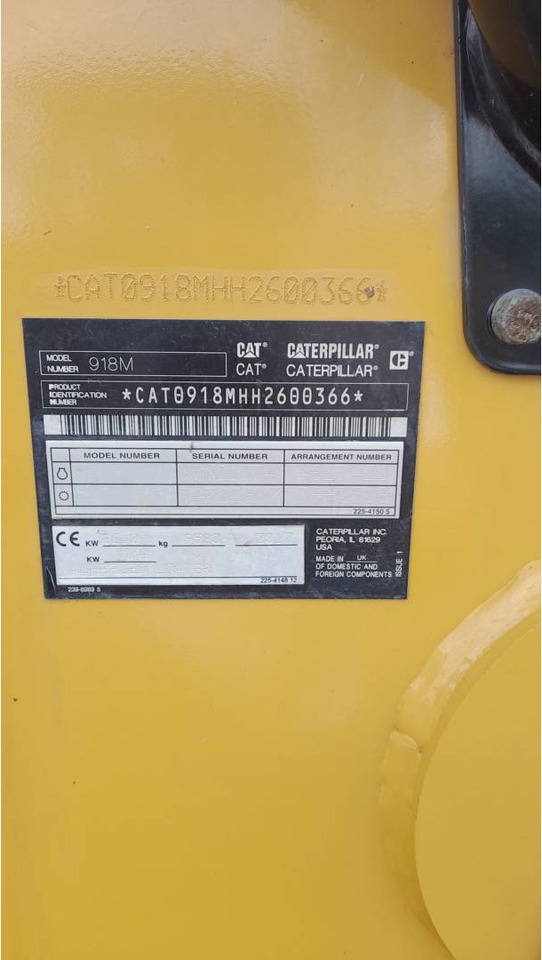 *CAT0918MHH2600366*
MODEL NUMBER 918M
CAT® CATERPILLAR®
CAT® CATERPILLAR®
PRODUCT IDENTIFICATION NUMBER *CAT0918MHH2600366*
MODEL NUMBER SERIAL NUMBER ARRANGEMENT NUMBER
225-4150 5
CE KW kg
KW
225-4148 12
CATERPILLAR INC.
PEORIA, IL 61629
USA
MADE IN UK
OF DOMESTIC AND
FOREIGN COMPONENTS
ISSUE 1
239-6969 5